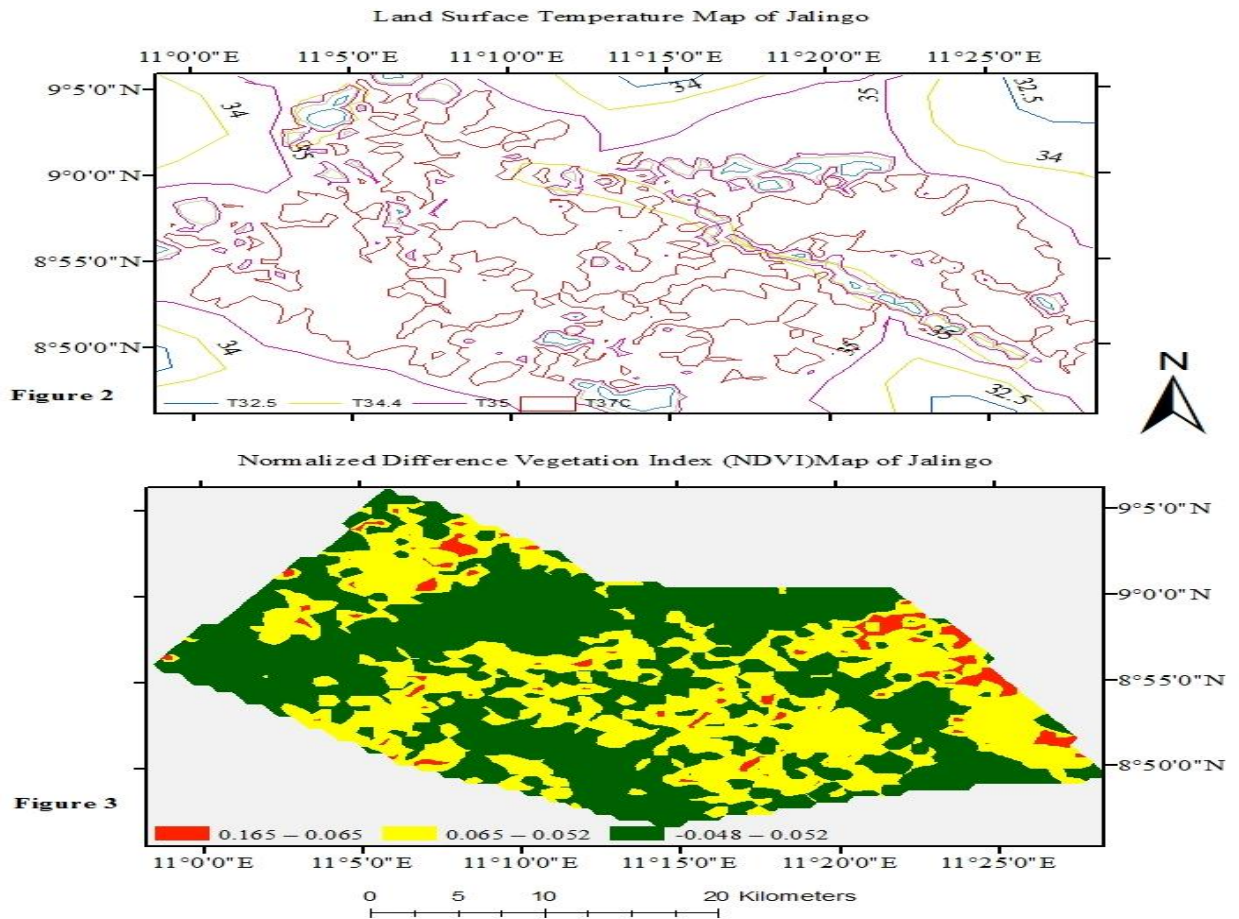 Land Surface Temperature Map of Jalingo
11°0'0"E 11°5'0"E 11°10'0"E 11°15'0"E 11°20'0"E 11°25'0"E
9°5'0"N
9°0'0"N
8°55'0"N
8°50'0"N
34
35
34
34
35
32.5
34
35
35
32.5
Figure 2
T32.5 T34.4 T35 T37C
N
Normalized Difference Vegetation Index (NDVI)Map of Jalingo
9°5'0"N
9°0'0"N
8°55'0"N
8°50'0"N
Figure 3
0.165 – 0.065 0.065 – 0.052 -0.048 – 0.052
11°0'0"E 11°5'0"E 11°10'0"E 11°15'0"E 11°20'0"E 11°25'0"E
0 5 10 20 Kilometers